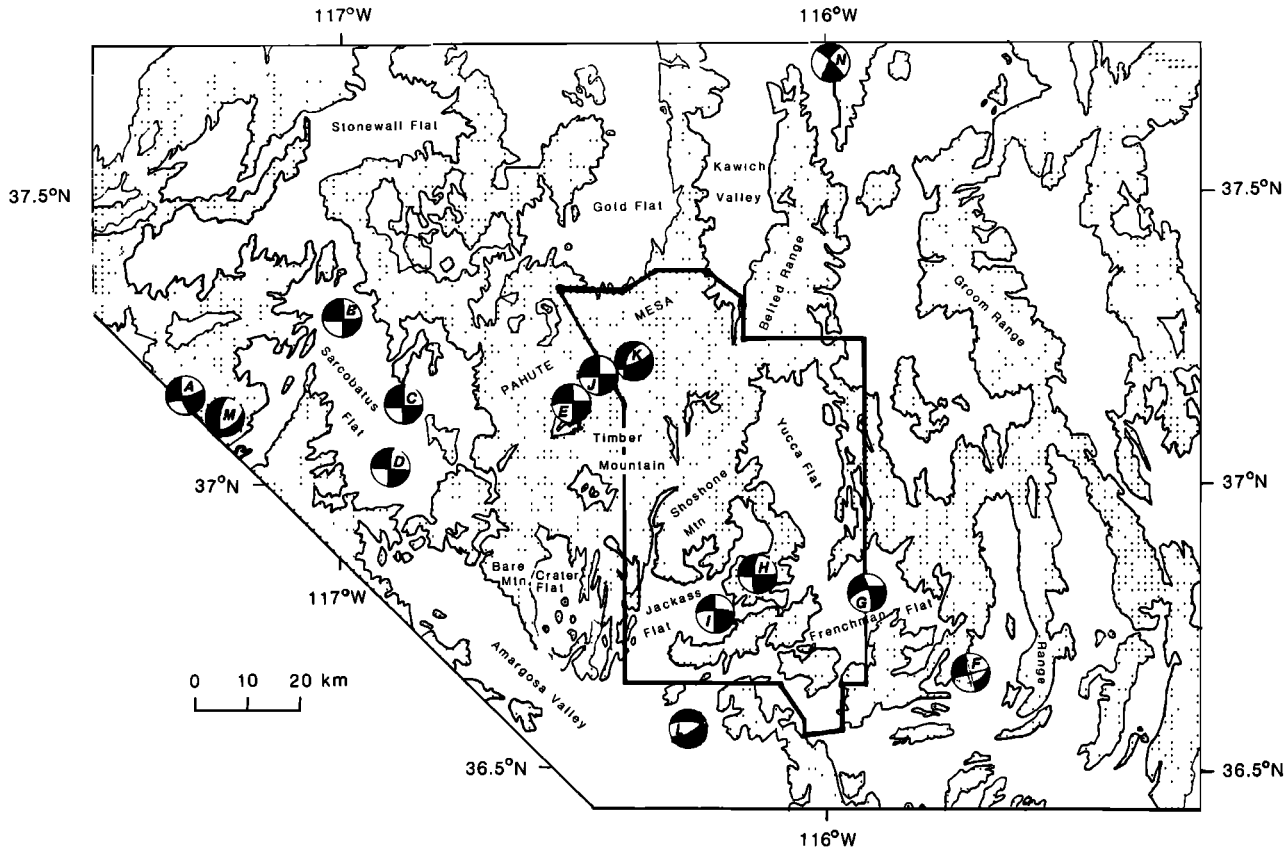 117°W 116°W
N
Stonewall Flat
37.5°N
Kawich
Valley
37.5°N
Gold Flat
Belted Range
Groom Range
MESA
B
Sarcobatus
Flat
PAHUTE
K
J
A
M
C
E
Timber
Mountain
Yucca Flat
D
37°N
37°N
Shoshone
Mtn
Bare
Mtn
Crater
Flat
H
117°W
Jackass
Flat
I
G
Frenchman Flat
Range
F
Amargosa Valley
0 10 20 km
L
36.5°N
36.5°N
116°W